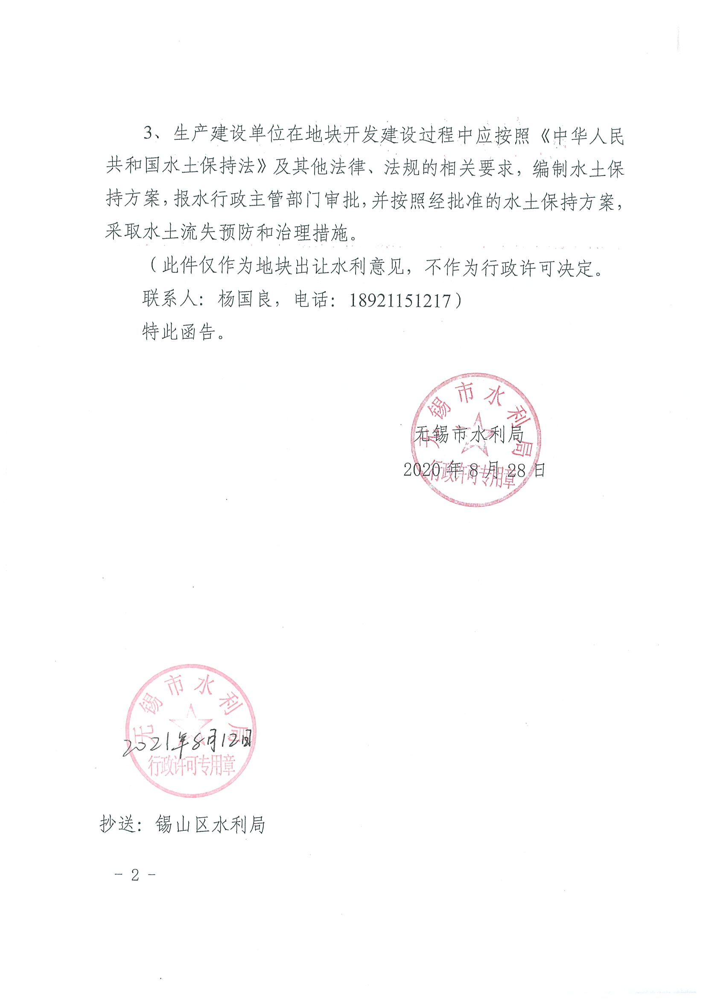 3、生产建设单位在地块开发建设过程中应按照《中华人民
共和国水土保持法》及其他法律、法规的相关要求，编制水土保
持方案，报水行政主管部门审批，并按照经批准的水土保持方案，
采取水土流失预防和治理措施。
（此件仅作为地块出让水利意见，不作为行政许可决定。
联系人：杨国良，电话：18921151217）
特此函告。
无锡市水利局
无锡市水利局
2020年8月28日
行政许可专用章
无锡市水利局
2021年8月12日
行政许可专用章
抄送：锡山区水利局
- 2 -